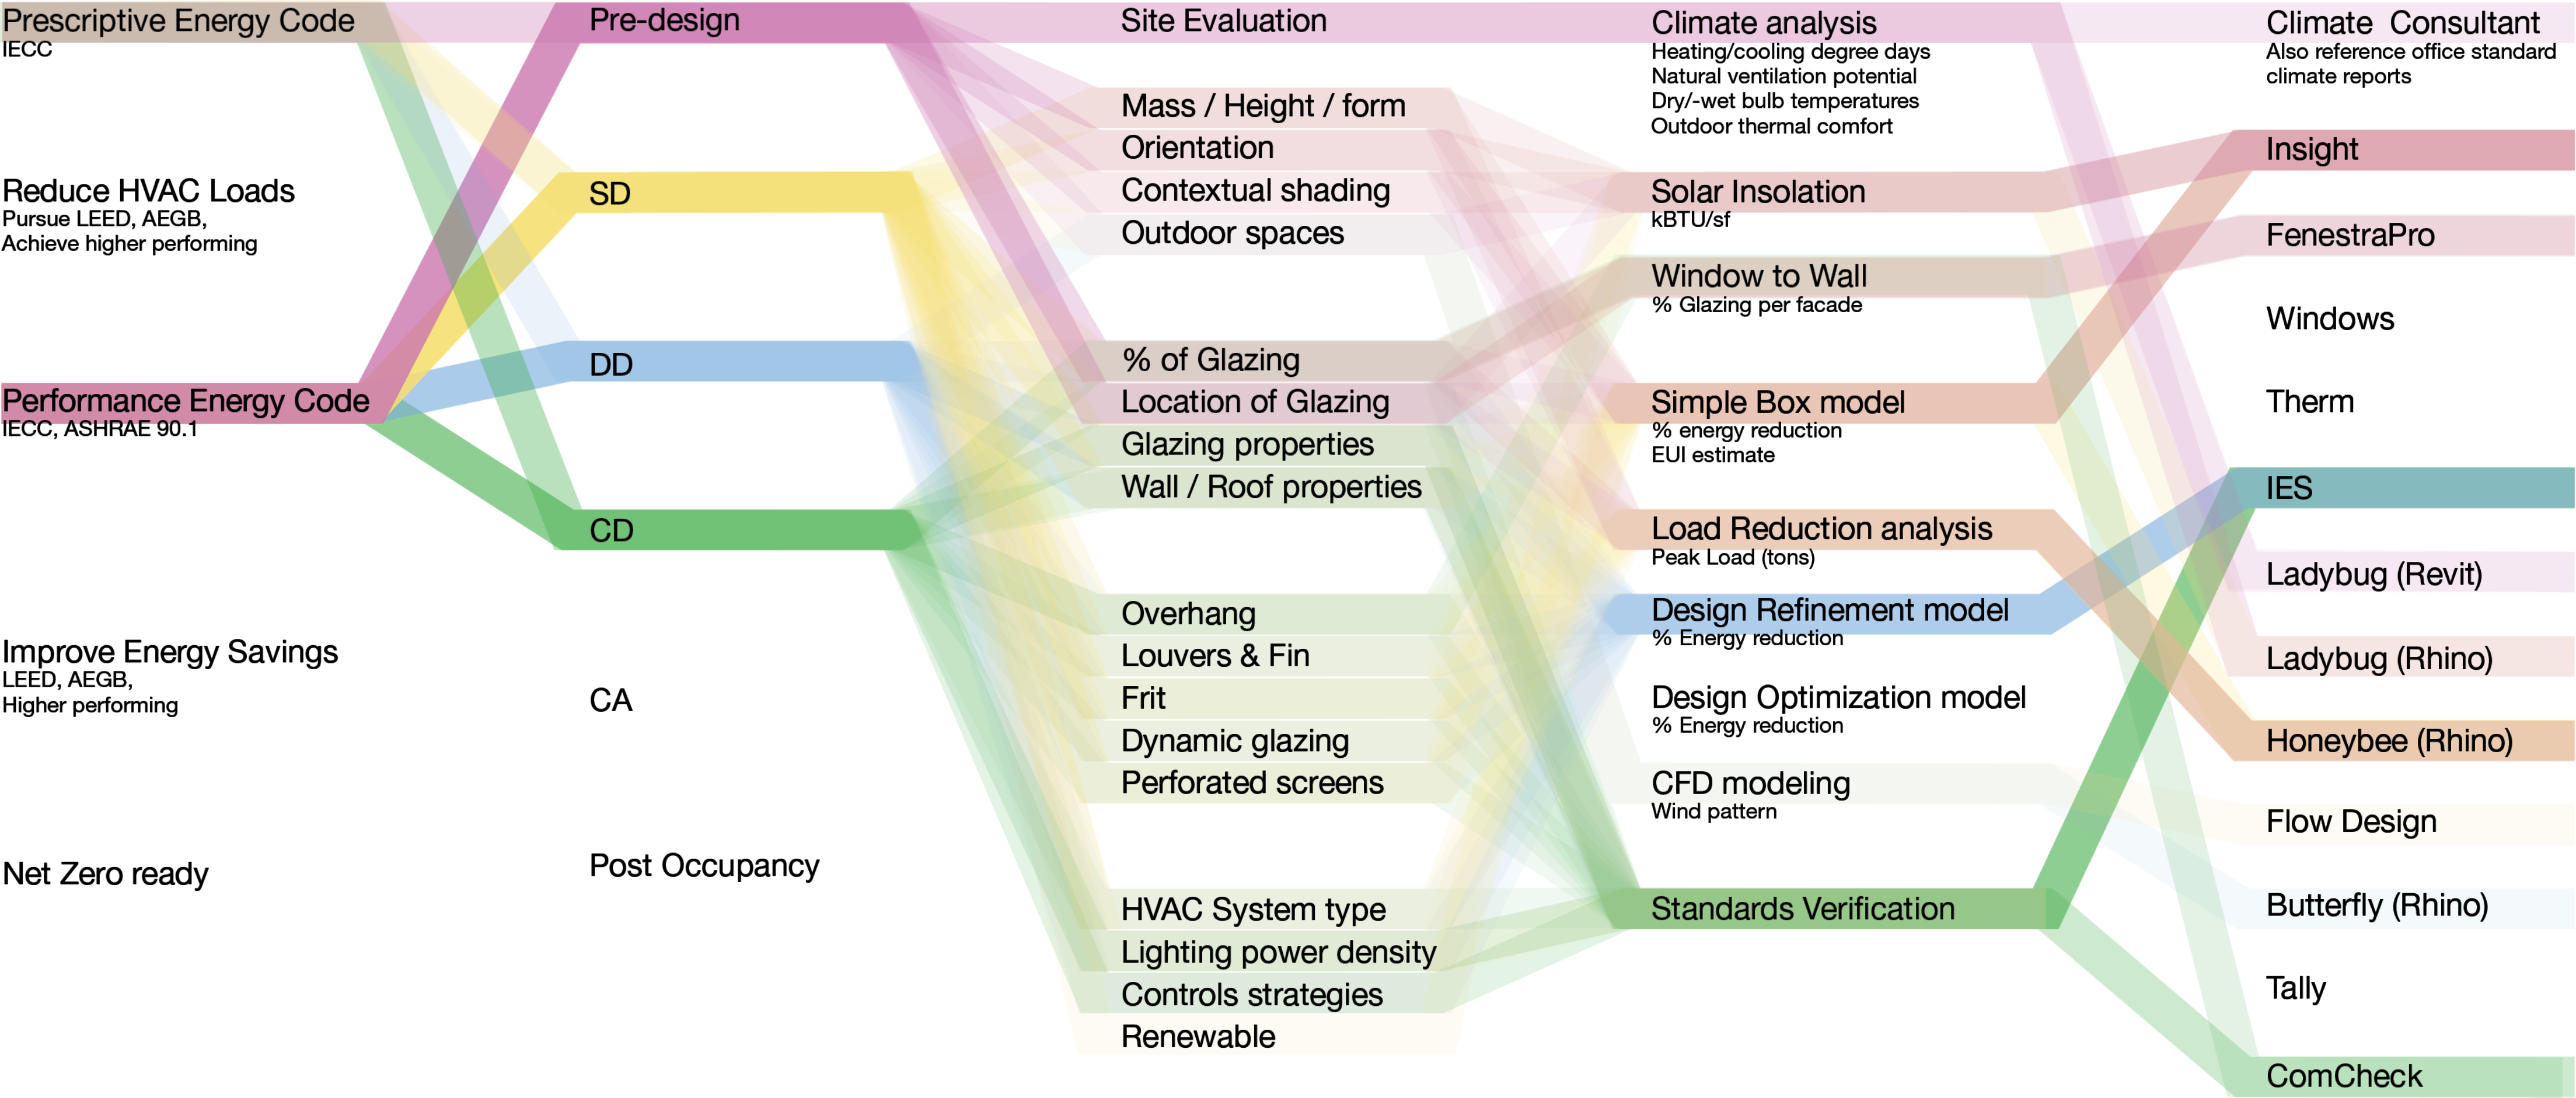 Prescriptive Energy Code
IECC
Reduce HVAC Loads
Pursue LEED, AEGB,
Achieve higher performing
Performance Energy Code
IECC, ASHRAE 90.1
Improve Energy Savings
LEED, AEGB,
Higher performing
Net Zero ready
Pre-design
SD
DD
CD
CA
Post Occupancy
Site Evaluation
Mass / Height / form
Orientation
Contextual shading
Outdoor spaces
% of Glazing
Location of Glazing
Glazing properties
Wall / Roof properties
Overhang
Louvers & Fin
Frit
Dynamic glazing
Perforated screens
HVAC System type
Lighting power density
Controls strategies
Renewable
Climate analysis
Heating/cooling degree days
Natural ventilation potential
Dry/-wet bulb temperatures
Outdoor thermal comfort
Solar Insolation
kBTU/sf
Window to Wall
% Glazing per facade
Simple Box model
% energy reduction
EUI estimate
Load Reduction analysis
Peak Load (tons)
Design Refinement model
% Energy reduction
Design Optimization model
% Energy reduction
CFD modeling
Wind pattern
Standards Verification
Climate  Consultant
Also reference office standard
climate reports
Insight
FenestraPro
Windows
Therm
IES
Ladybug (Revit)
Ladybug (Rhino)
Honeybee (Rhino)
Flow Design
Butterfly (Rhino)
Tally
ComCheck